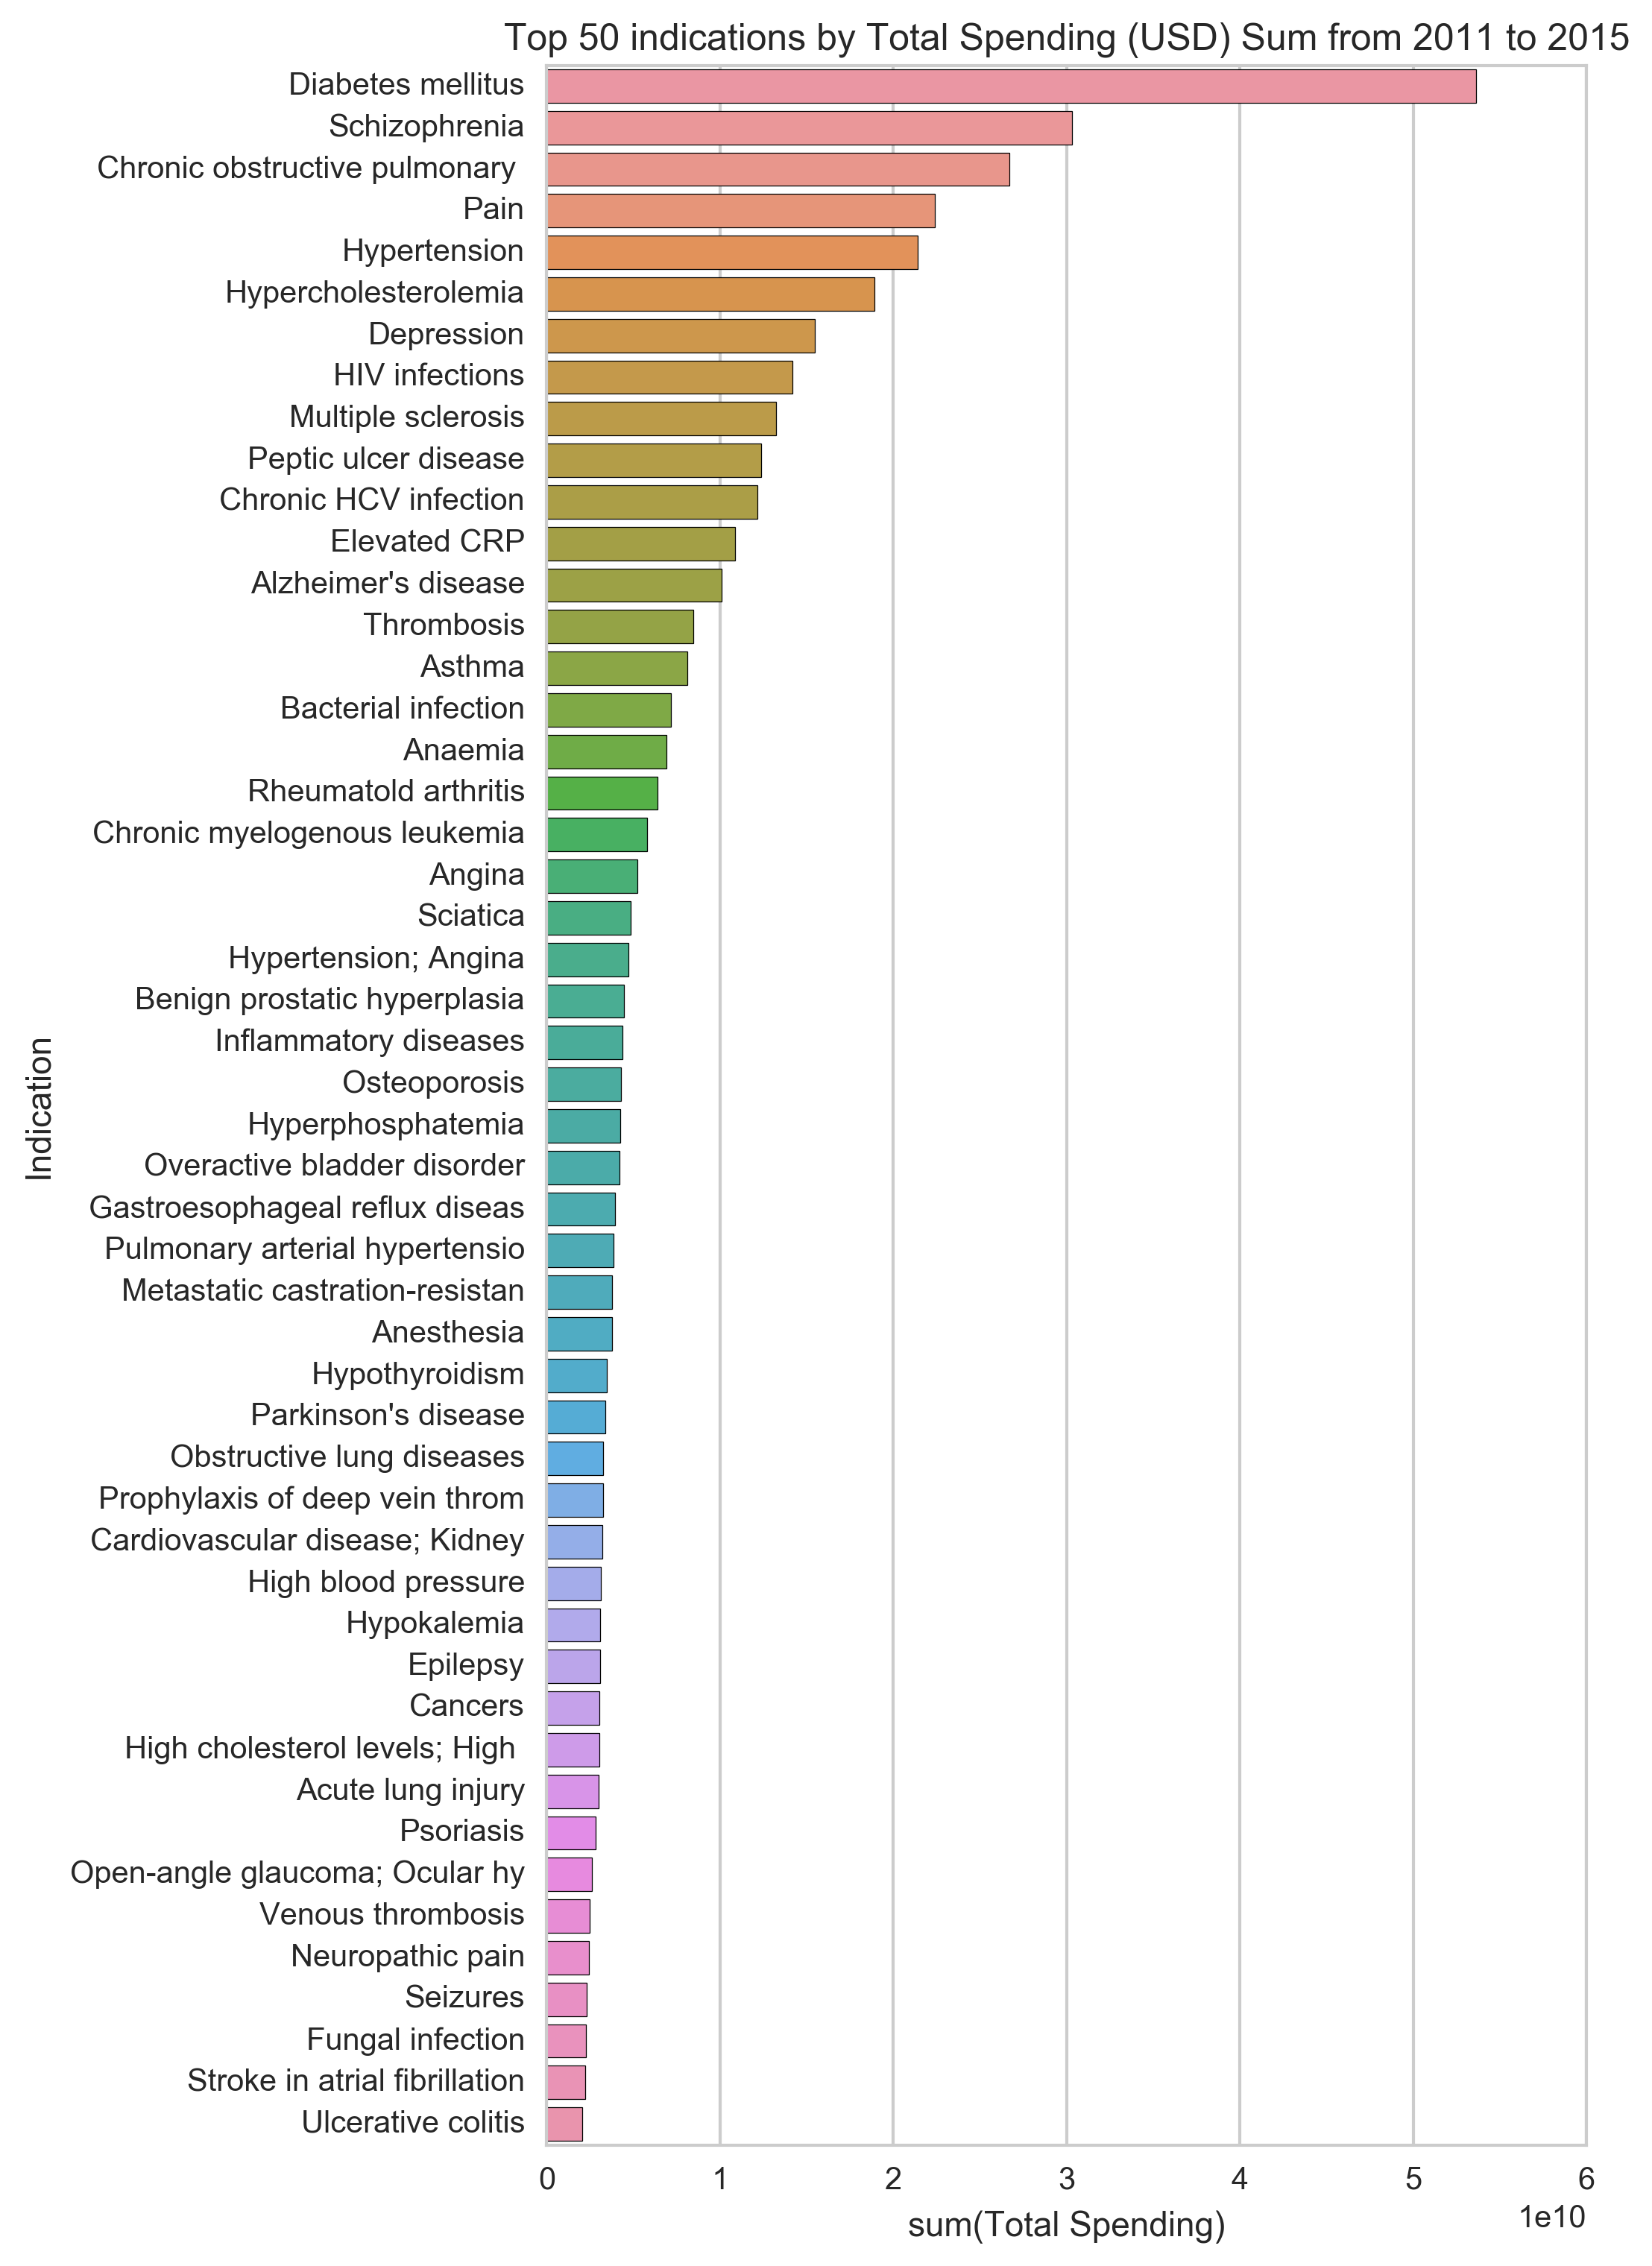 Top 50 indications by Total Spending (USD) Sum from 2011 to 2015
Diabetes mellitus
Schizophrenia
Chronic obstructive pulmonary
Pain
Hypertension
Hypercholesterolemia
Depression
HIV infections
Multiple sclerosis
Peptic ulcer disease
Chronic HCV infection
Elevated CRP
Alzheimer's disease
Thrombosis
Asthma
Bacterial infection
Anaemia
Rheumatold arthritis
Chronic myelogenous leukemia
Angina
Sciatica
Hypertension; Angina
Benign prostatic hyperplasia
Inflammatory diseases
Osteoporosis
Hyperphosphatemia
Overactive bladder disorder
Gastroesophageal reflux diseas
Pulmonary arterial hypertensio
Metastatic castration-resistan
Anesthesia
Hypothyroidism
Parkinson's disease
Obstructive lung diseases
Prophylaxis of deep vein throm
Cardiovascular disease; Kidney
High blood pressure
Hypokalemia
Epilepsy
Cancers
High cholesterol levels; High
Acute lung injury
Psoriasis
Open-angle glaucoma; Ocular hy
Venous thrombosis
Neuropathic pain
Seizures
Fungal infection
Stroke in atrial fibrillation
Ulcerative colitis
Indication
0 1 2 3 4 5 6
1e10
sum(Total Spending)